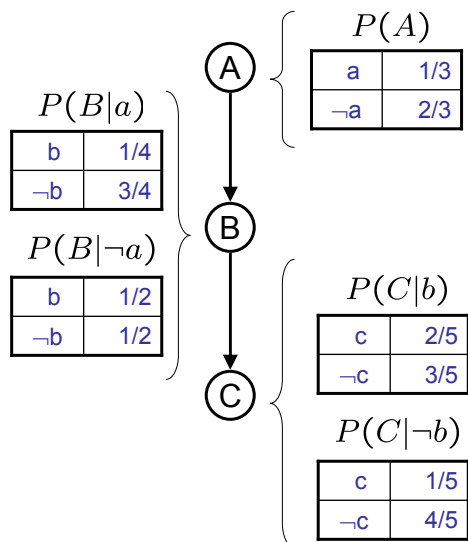 P(A)
A
a 1/3
¬a 2/3
P(B|a)
b 1/4
¬b 3/4
B
P(B|¬a)
b 1/2
¬b 1/2
P(C|b)
c 2/5
¬c 3/5
C
P(C|¬b)
c 1/5
¬c 4/5